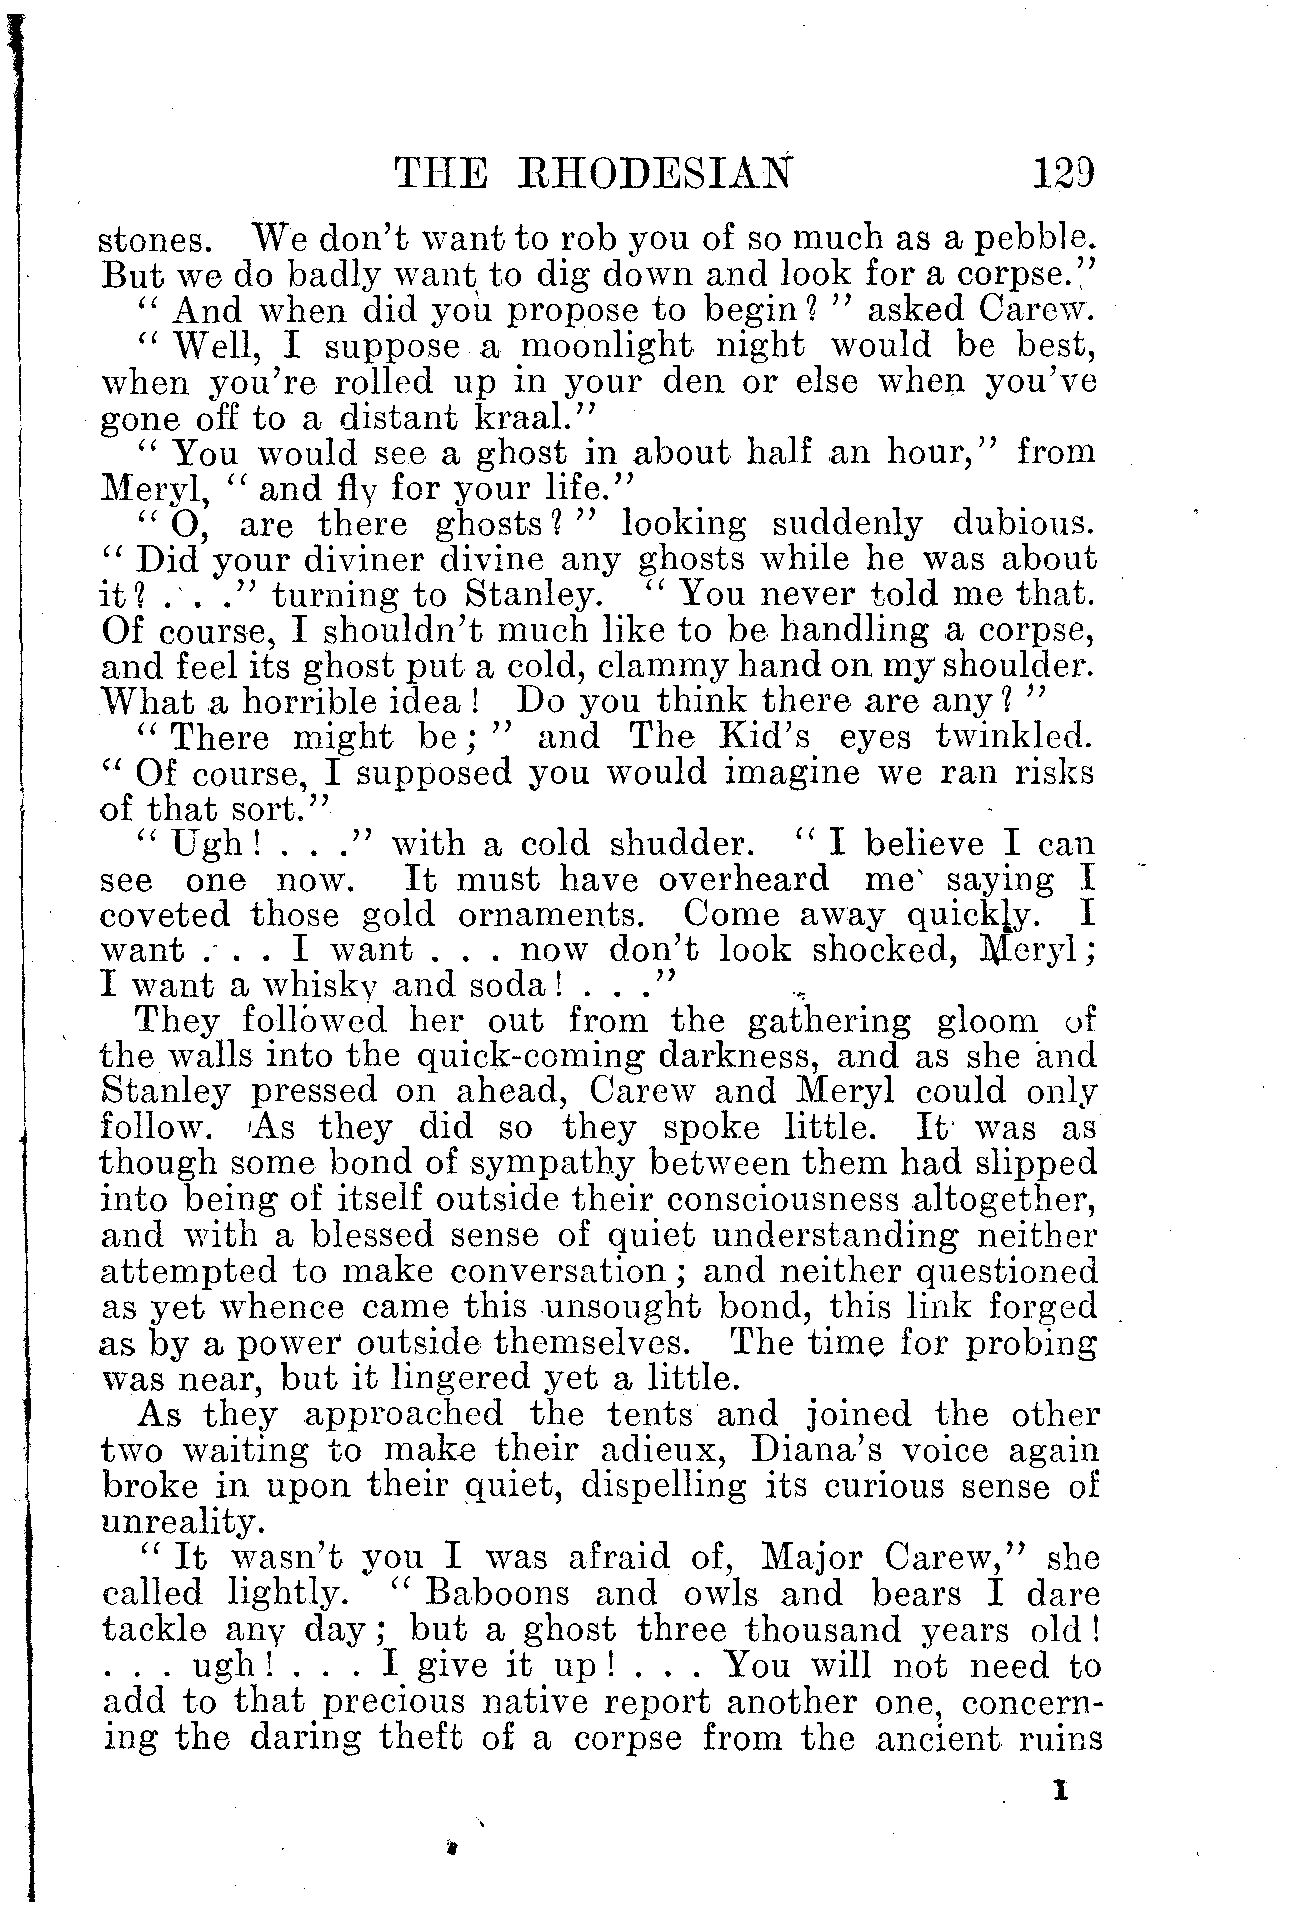 THE RHODESIAN 129
stones. We don't want to rob you of so much as a pebble.
But we do badly want to dig down and look for a corpse."
" And when did you propose to begin ? " asked Carew.
" Well, I suppose a moonlight night would be best,
when you're rolled up in your den or else when you've
gone off to a distant kraal."
" You would see a ghost in about half an hour," from
Meryl, " and fly for your life."
" O, are there ghosts ? " looking suddenly dubious.
" Did your diviner divine any ghosts while he was about
it ? . . ." turning to Stanley. " You never told me that.
Of course, I shouldn't much like to be handling a corpse,
and feel its ghost put a cold, clammy hand on my shoulder.
What a horrible idea ! Do you think there are any ? "
" There might be ; " and The Kid's eyes twinkled.
" Of course, I supposed you would imagine we ran risks
of that sort."
" Ugh ! . . ." with a cold shudder. " I believe I can
see one now. It must have overheard me saying I
coveted those gold ornaments. Come away quickly. I
want . . . I want . . . now don't look shocked, Meryl ;
I want a whisky and soda ! . . ."
They followed her out from the gathering gloom of
the walls into the quick-coming darkness, and as she and
Stanley pressed on ahead, Carew and Meryl could only
follow. As they did so they spoke little. It was as
though some bond of sympathy between them had slipped
into being of itself outside their consciousness altogether,
and with a blessed sense of quiet understanding neither
attempted to make conversation ; and neither questioned
as yet whence came this unsought bond, this link forged
as by a power outside themselves. The time for probing
was near, but it lingered yet a little.
As they approached the tents and joined the other
two waiting to make their adieux, Diana's voice again
broke in upon their quiet, dispelling its curious sense of
unreality.
" It wasn't you I was afraid of, Major Carew," she
called lightly. " Baboons and owls and bears I dare
tackle any day ; but a ghost three thousand years old !
. . . ugh ! . . . I give it up ! . . . You will not need to
add to that precious native report another one, concern-
ing the daring theft of a corpse from the ancient ruins
I